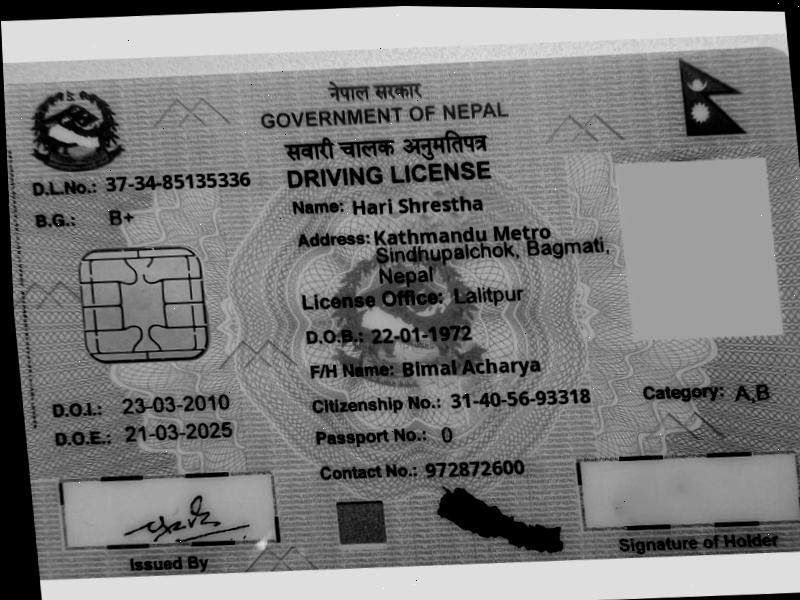 नेपाल सरकार
GOVERNMENT OF NEPAL
सवारी चालक अनुमतिपत्र
DRIVING LICENSE
D.L.No.: 37-34-85135336
B.G.: B+
Name: Hari Shrestha
Address: Kathmandu Metro
Sindhupalchok, Bagmati,
Nepal
License Office: Lalitpur
D.O.B.: 22-01-1972
F/H Name: Bimal Acharya
D.O.I.: 23-03-2010
Citizenship No.: 31-40-56-93318
Category: A,B
D.O.E.: 21-03-2025
Passport No.: 0
Contact No.: 972872600
Issued By
Signature of Holder